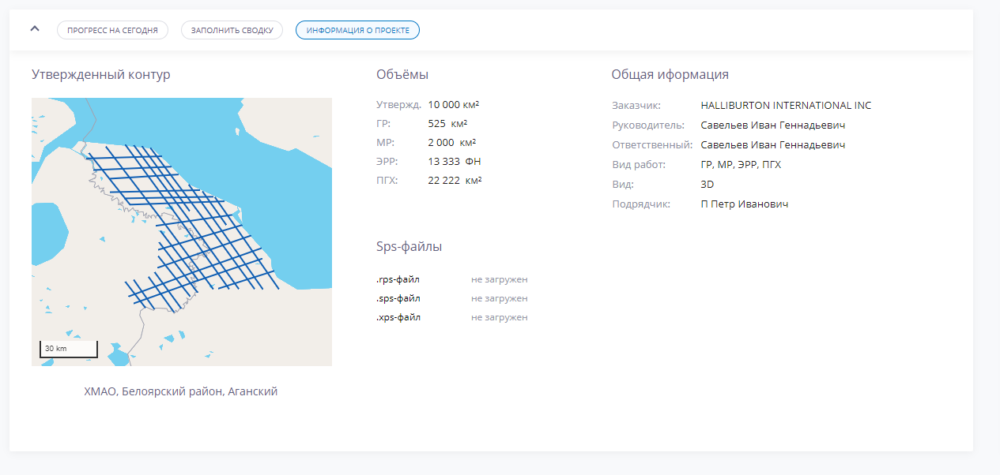 ПРОГРЕСС НА СЕГОДНЯ
ЗАПОЛНИТЬ СВОДКУ
ИНФОРМАЦИЯ О ПРОЕКТЕ
Утвержденный контур
30 km
ХМАО, Белоярский район, Аганский
Объёмы
Утвержд. 10 000 км²
ГР: 525 км²
МР: 2 000 км²
ЭРР: 13 333 ФН
ПГХ: 22 222 км²
Sps-файлы
.rps-файл не загружен
.sps-файл не загружен
.xps-файл не загружен
Общая иформация
Заказчик: HALLIBURTON INTERNATIONAL INC
Руководитель: Савельев Иван Геннадьевич
Ответственный: Савельев Иван Геннадьевич
Вид работ: ГР, МР, ЭРР, ПГХ
Вид: 3D
Подрядчик: П Петр Иванович